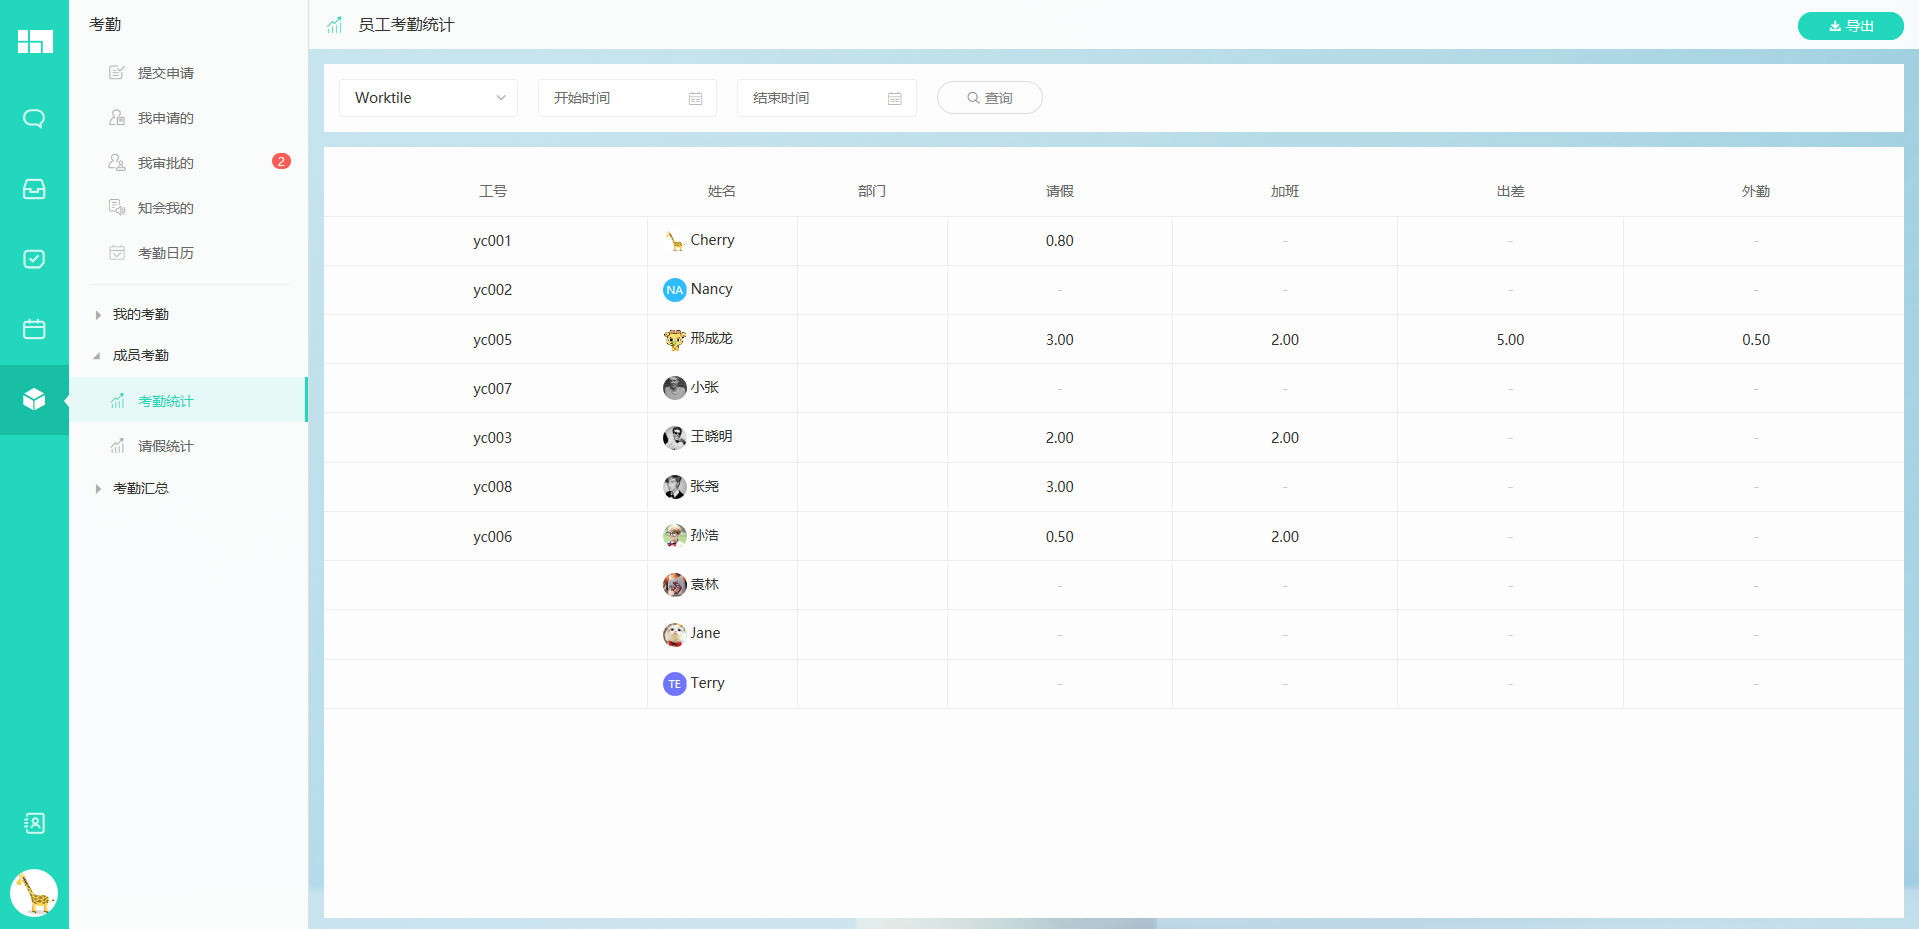 考勤
提交申请
我申请的
我审批的 2
知会我的
考勤日历
我的考勤
成员考勤
考勤统计
请假统计
考勤汇总
员工考勤统计
导出
Worktile 开始时间 结束时间 查询
工号 姓名 部门 请假 加班 出差 外勤
yc001 Cherry 0.80 - - -
yc002 NA Nancy - - - -
yc005 邢成龙 3.00 2.00 5.00 0.50
yc007 小张 - - - -
yc003 王晓明 2.00 2.00 - -
yc008 张尧 3.00 - - -
yc006 孙浩 0.50 2.00 - -
袁林 - - - -
Jane - - - -
TE Terry - - - -